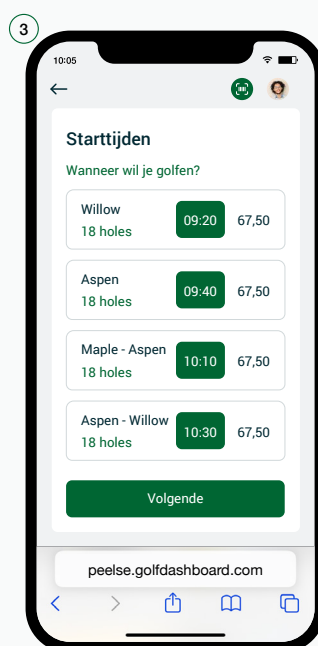 3
10:05
Starttijden
Wanneer wil je golfen?
Willow
18 holes
09:20 67,50
Aspen
18 holes
09:40 67,50
Maple - Aspen
18 holes
10:10 67,50
Aspen - Willow
18 holes
10:30 67,50
Volgende
peelse.golfdashboard.com